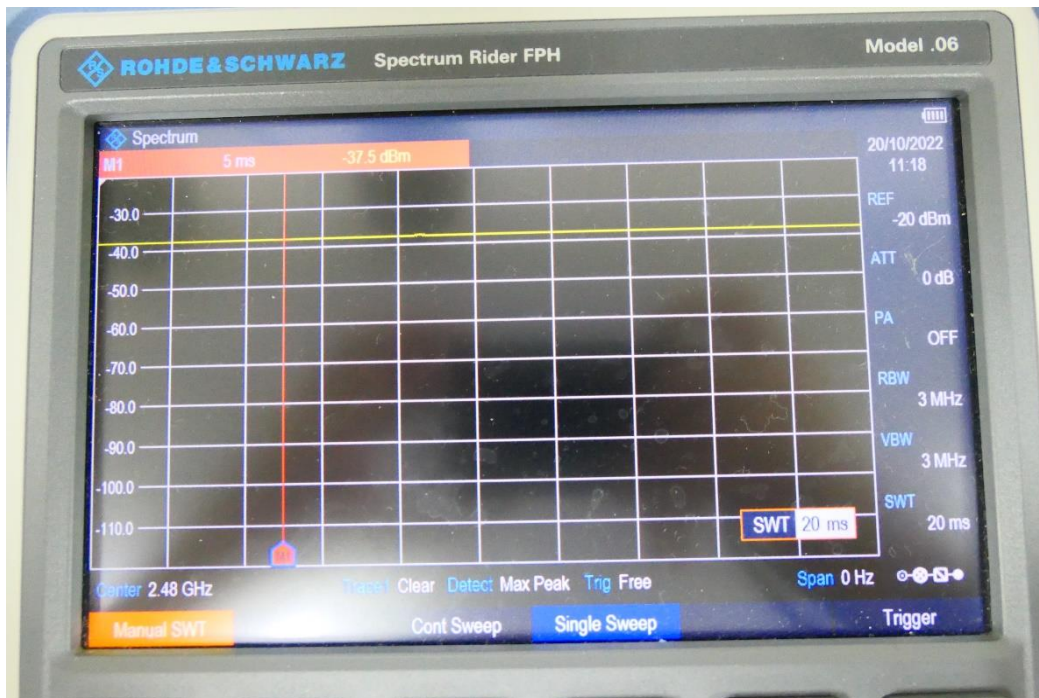 ROHDE&SCHWARZ Spectrum Rider FPH Model .06
Spectrum
20/10/2022
M1 5 ms -37.5 dBm
11:18
REF
-20 dBm
ATT
0 dB
PA
OFF
RBW
3 MHz
VBW
3 MHz
SWT
20 ms
-30.0
-40.0
-50.0
-60.0
-70.0
-80.0
-90.0
-100.0
-110.0
SWT 20 ms
M1
Center 2.48 GHz Trace1 Clear Detect Max Peak Trig Free Span 0 Hz
Manual SWT Cont Sweep Single Sweep Trigger